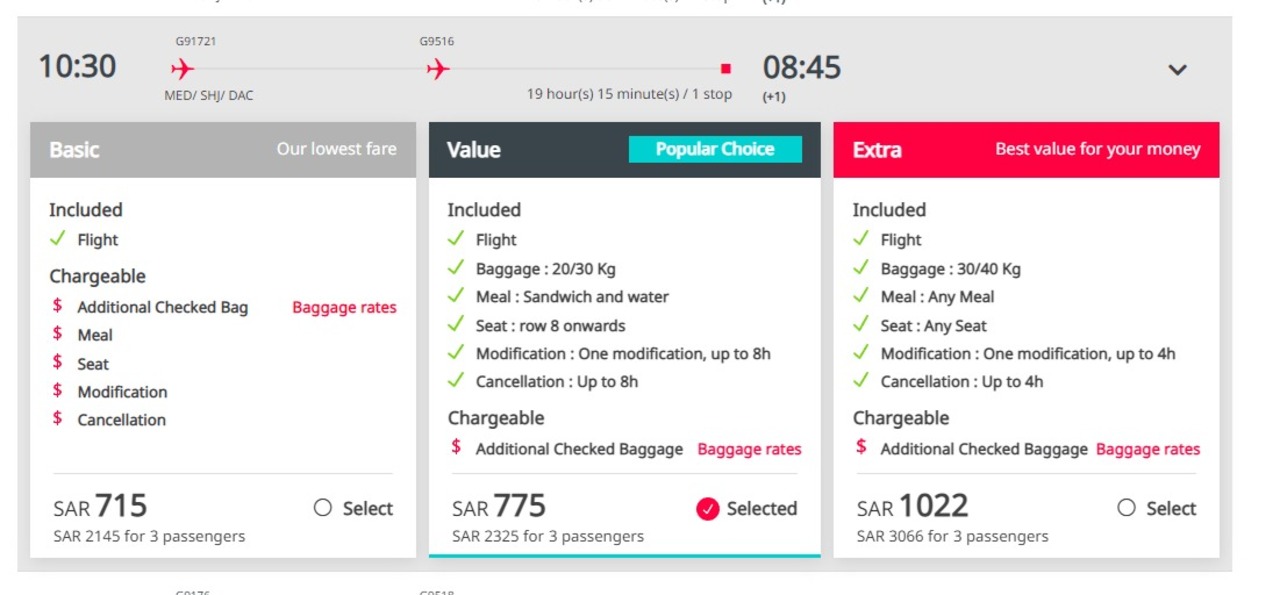 G91721 G9516
10:30 08:45
MED/ SHJ/ DAC 19 hour(s) 15 minute(s) / 1 stop (+1)
Basic Our lowest fare
Included
Flight
Chargeable
$ Additional Checked Bag Baggage rates
$ Meal
$ Seat
$ Modification
$ Cancellation
SAR 715 Select
SAR 2145 for 3 passengers
Value Popular Choice
Included
Flight
Baggage : 20/30 Kg
Meal : Sandwich and water
Seat : row 8 onwards
Modification : One modification, up to 8h
Cancellation : Up to 8h
Chargeable
$ Additional Checked Baggage Baggage rates
SAR 775 Selected
SAR 2325 for 3 passengers
Extra Best value for your money
Included
Flight
Baggage : 30/40 Kg
Meal : Any Meal
Seat : Any Seat
Modification : One modification, up to 4h
Cancellation : Up to 4h
Chargeable
$ Additional Checked Baggage Baggage rates
SAR 1022 Select
SAR 3066 for 3 passengers